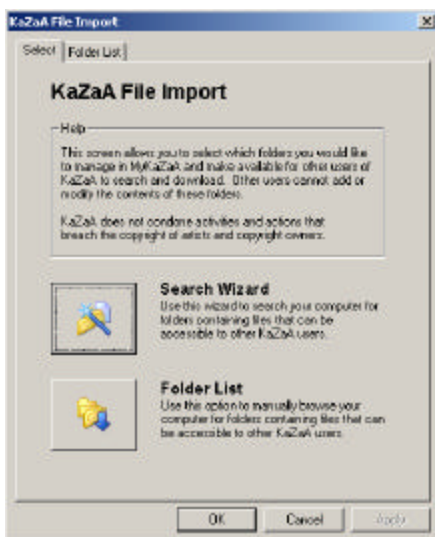 KaZaA File Import
Select
Folder List
KaZaA File Import
Help
This screen allows you to select which folders you would like
to manage in MyKaZaA and make available for other users of
KaZaA to search and download. Other users cannot add or
modify the contents of these folders.
KaZaA does not condone activities and actions that
breach the copyright of artists and copyright owners.
Search Wizard
Use this wizard to search your computer for
folders containing files that can be
accessible to other KaZaA users.
Folder List
Use this option to manually browse your
computer for folders containing files that can
be accessible to other KaZaA users.
OK
Cancel
Apply